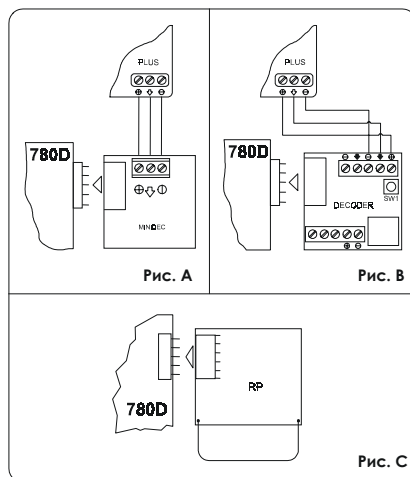 PLUS
780D
MINIDEC
Рис. A
PLUS
780D
DECODER
SW1
Рис. B
780D
RP
Рис. C